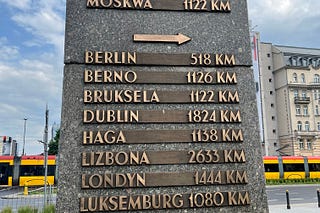 MOSKWA 1122 KM
BERLIN 518 KM
BERNO 1126 KM
BRUKSELA 1122 KM
DUBLIN 1824 KM
HAGA 1138 KM
LIZBONA 2633 KM
LONDYN 1444 KM
LUKSEMBURG 1080 KM